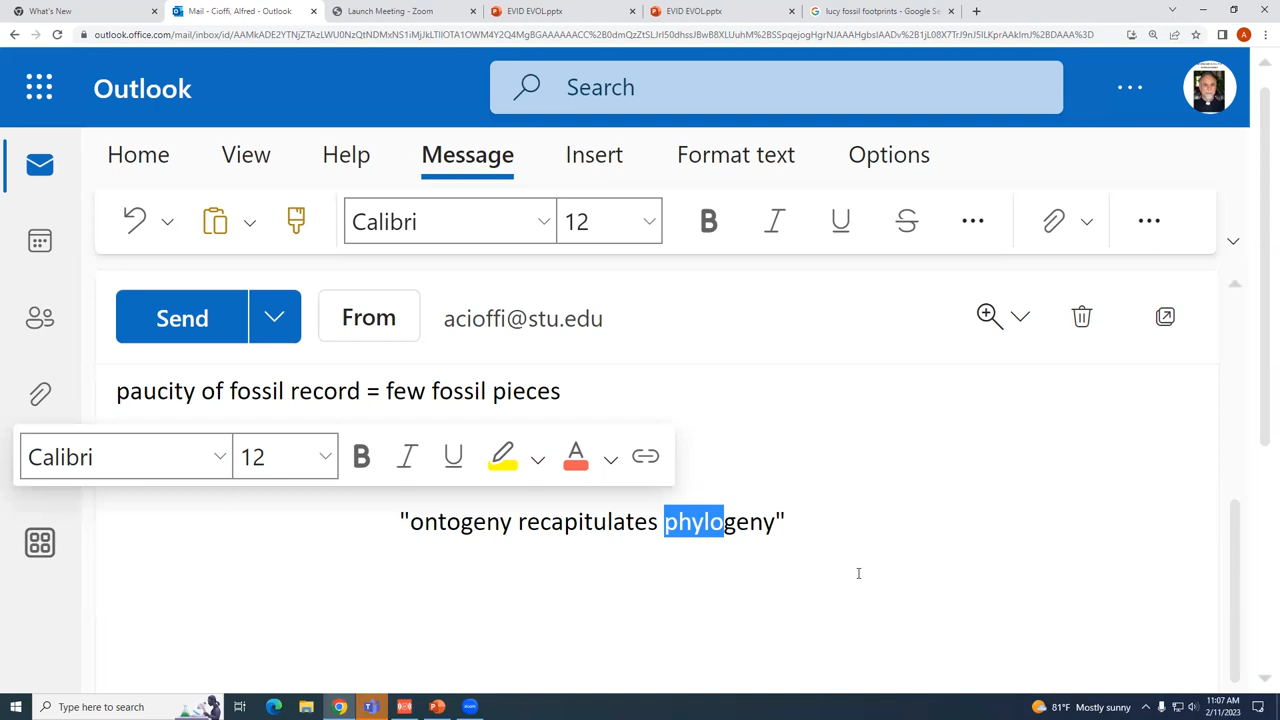 What's New
Mail - Cioffi, Alfred - Outlook
Launch Meeting - Zoom
EVID EVOL.pptx
EVID EVOL.pptx
lucy fossil footprints - Google Se
Outlook
Search
Home View Help Message Insert Format text Options
Calibri 12
Send From acioffi@stu.edu
paucity of fossil record = few fossil pieces
Calibri 12
"ontogeny recapitulates phylogeny"
Type here to search
81°F Mostly sunny
11:07 AM
2/11/2023